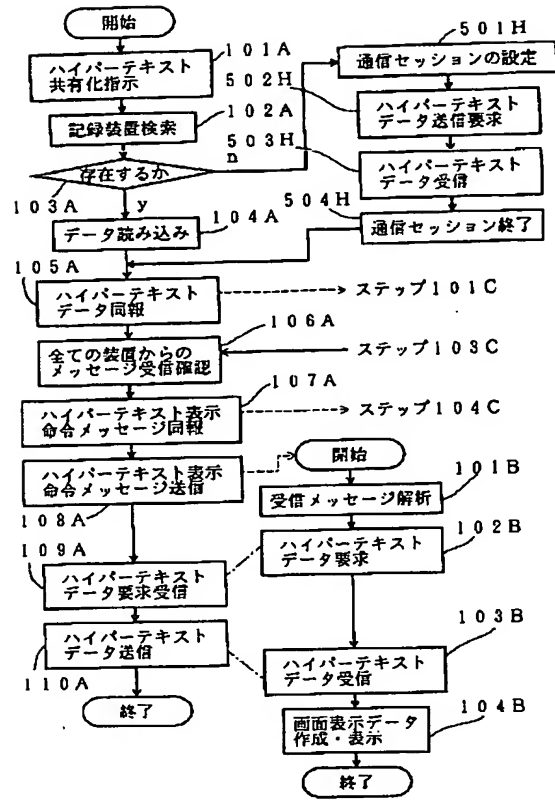 開始
101A
ハイパーテキスト
共有化指示
102A
記録装置検索
存在するか
n
y
103A
104A
データ読み込み
501H
通信セッションの設定
502H
ハイパーテキスト
データ送信要求
503H
ハイパーテキスト
データ受信
504H
通信セッション終了
105A
ハイパーテキスト
データ同報
ステップ101C
106A
全ての装置からの
メッセージ受信確認
ステップ103C
107A
ハイパーテキスト表示
命令メッセージ同報
ステップ104C
ハイパーテキスト表示
命令メッセージ送信
108A
109A
ハイパーテキスト
データ要求受信
ハイパーテキスト
データ送信
110A
終了
開始
101B
受信メッセージ解析
102B
ハイパーテキスト
データ要求
103B
ハイパーテキスト
データ受信
104B
画面表示データ
作成・表示
終了